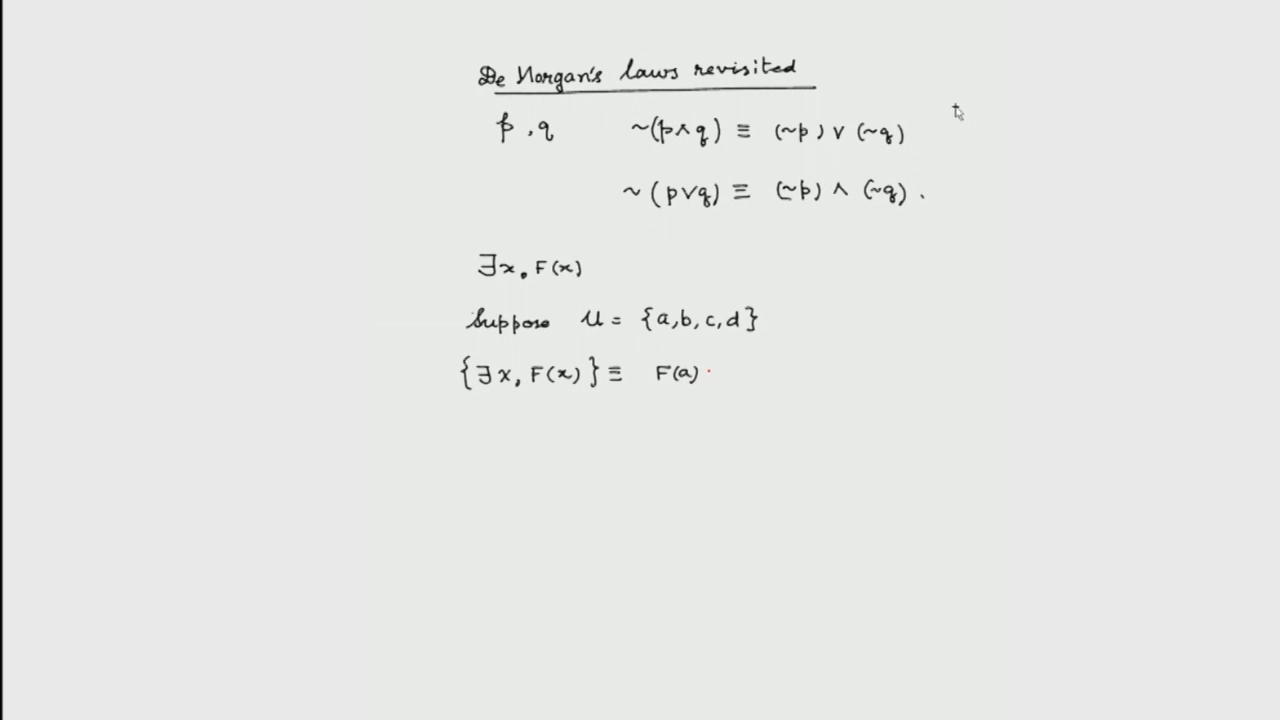 De Morgan's laws revisited
p , q ~(p∧q) ≡ (~p) ∨ (~q)
~(p∨q) ≡ (~p) ∧ (~q) .
∃x, F(x)
Suppose U = {a,b,c,d}
{∃x, F(x)} ≡ F(a)